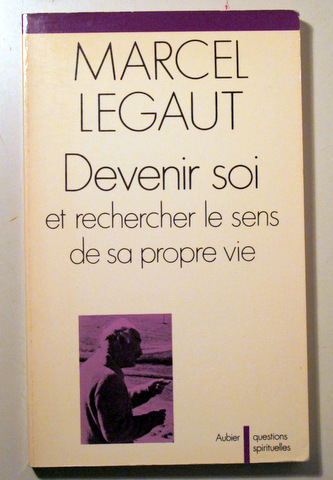 MARCEL
LEGAUT
Devenir soi
et rechercher le sens
de sa propre vie
Aubier
questions
spirituelles